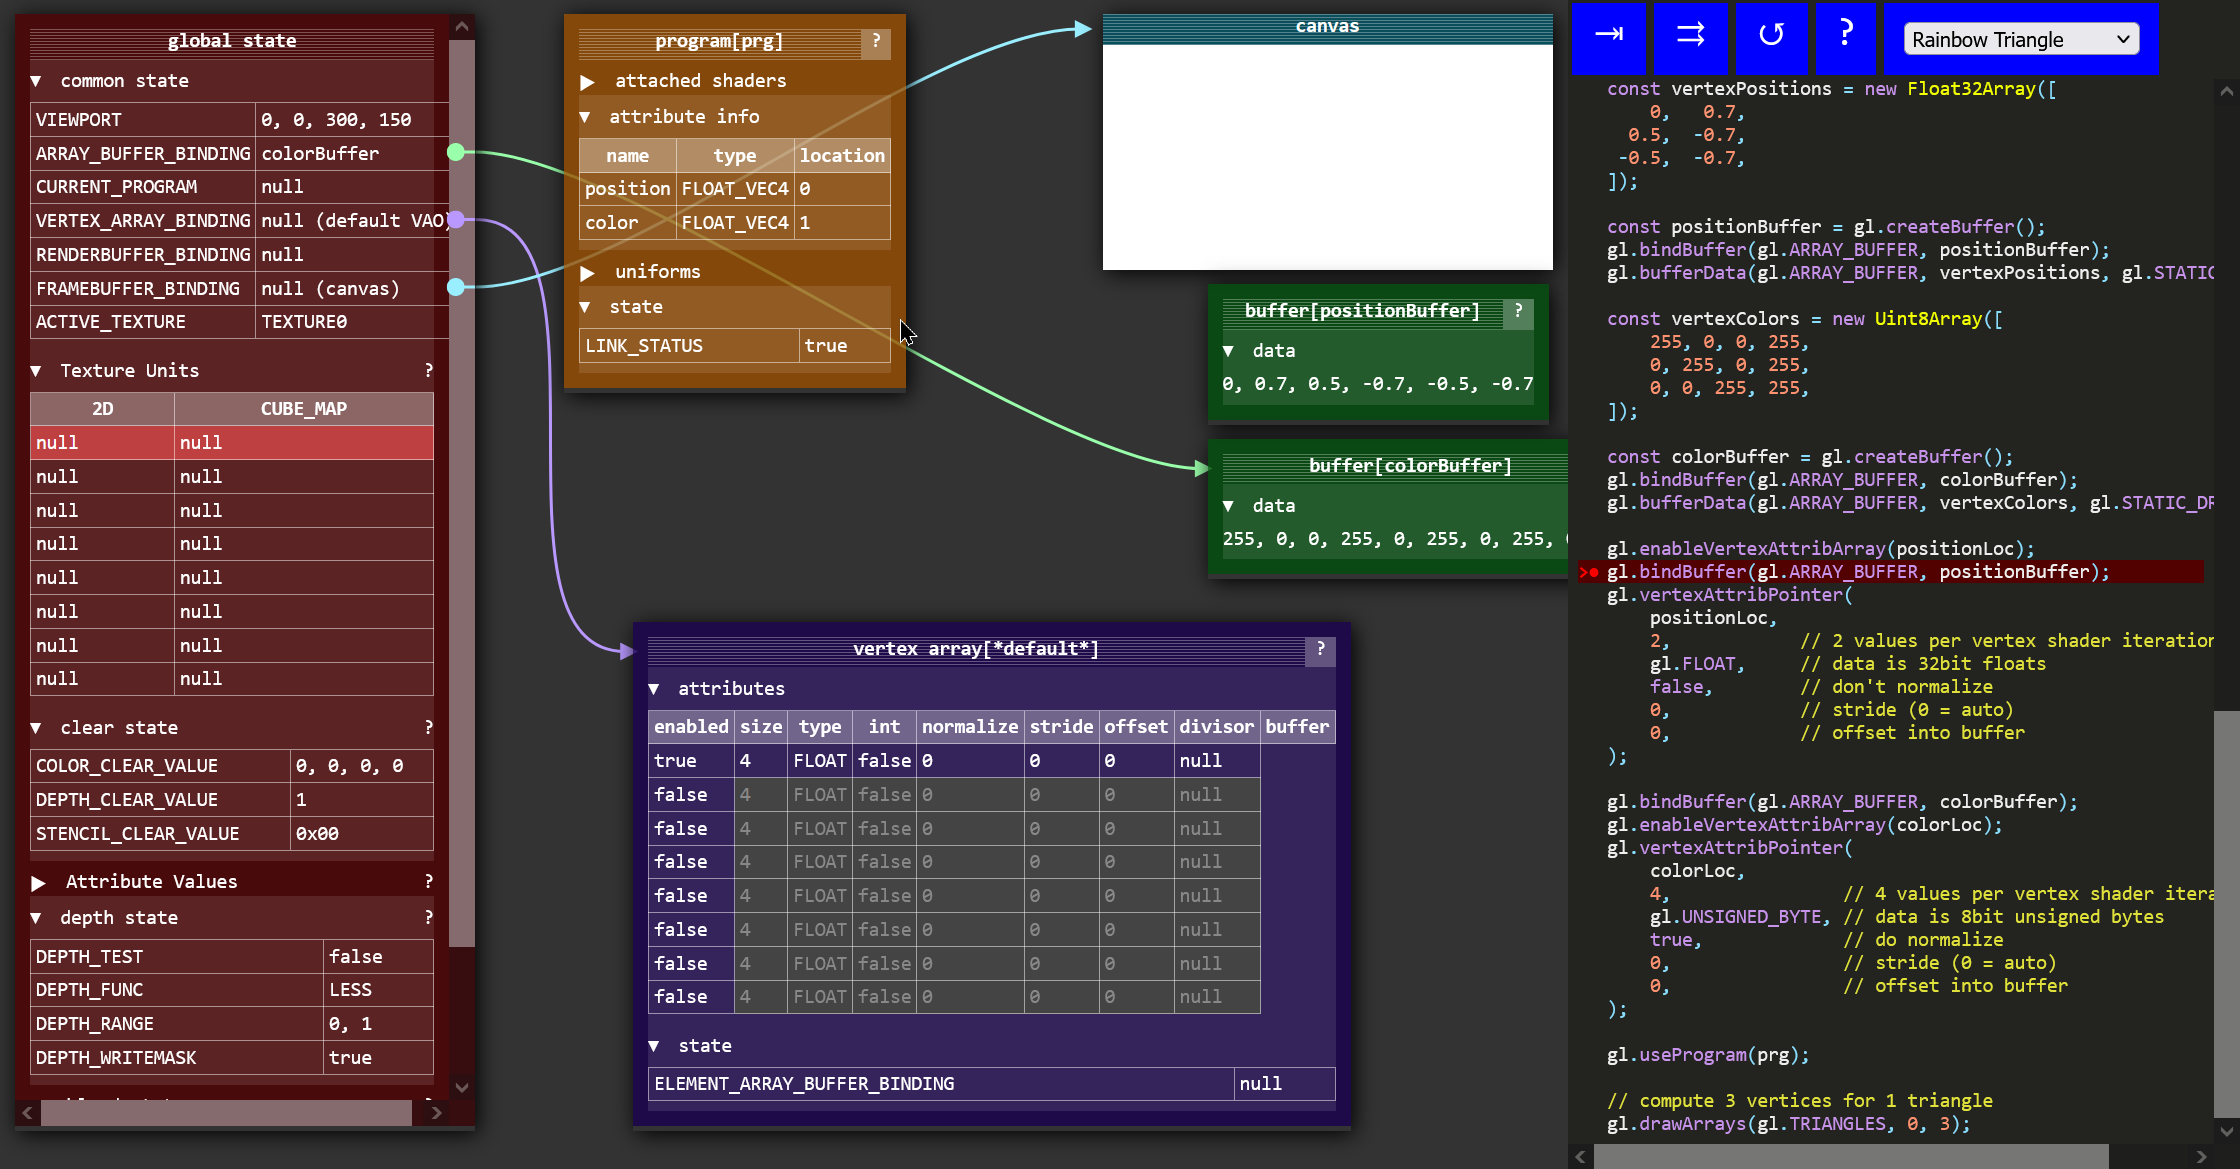 global state
▼ common state
VIEWPORT 0, 0, 300, 150
ARRAY_BUFFER_BINDING colorBuffer
CURRENT_PROGRAM null
VERTEX_ARRAY_BINDING null (default VAO)
RENDERBUFFER_BINDING null
FRAMEBUFFER_BINDING null (canvas)
ACTIVE_TEXTURE TEXTURE0
▼ Texture Units ?
2D CUBE_MAP
null null
null null
null null
null null
null null
null null
null null
null null
▼ clear state ?
COLOR_CLEAR_VALUE 0, 0, 0, 0
DEPTH_CLEAR_VALUE 1
STENCIL_CLEAR_VALUE 0x00
▶ Attribute Values ?
▼ depth state ?
DEPTH_TEST false
DEPTH_FUNC LESS
DEPTH_RANGE 0, 1
DEPTH_WRITEMASK true
program[prg] ?
▶ attached shaders
▼ attribute info
name type location
position FLOAT_VEC4 0
color FLOAT_VEC4 1
▶ uniforms
▼ state
LINK_STATUS true
canvas
buffer[positionBuffer] ?
▼ data
0, 0.7, 0.5, -0.7, -0.5, -0.7
buffer[colorBuffer]
▼ data
255, 0, 0, 255, 0, 255, 0, 255,
vertex array[*default*] ?
▼ attributes
enabled size type int normalize stride offset divisor buffer
true 4 FLOAT false 0 0 0 null
false 4 FLOAT false 0 0 0 null
false 4 FLOAT false 0 0 0 null
false 4 FLOAT false 0 0 0 null
false 4 FLOAT false 0 0 0 null
false 4 FLOAT false 0 0 0 null
false 4 FLOAT false 0 0 0 null
false 4 FLOAT false 0 0 0 null
▼ state
ELEMENT_ARRAY_BUFFER_BINDING null
⇥ ⇉ ↺ ? Rainbow Triangle
const vertexPositions = new Float32Array([
0, 0.7,
0.5, -0.7,
-0.5, -0.7,
]);
const positionBuffer = gl.createBuffer();
gl.bindBuffer(gl.ARRAY_BUFFER, positionBuffer);
gl.bufferData(gl.ARRAY_BUFFER, vertexPositions, gl.STATIC
const vertexColors = new Uint8Array([
255, 0, 0, 255,
0, 255, 0, 255,
0, 0, 255, 255,
]);
const colorBuffer = gl.createBuffer();
gl.bindBuffer(gl.ARRAY_BUFFER, colorBuffer);
gl.bufferData(gl.ARRAY_BUFFER, vertexColors, gl.STATIC_DR
gl.enableVertexAttribArray(positionLoc);
>● gl.bindBuffer(gl.ARRAY_BUFFER, positionBuffer);
gl.vertexAttribPointer(
positionLoc,
2, // 2 values per vertex shader iteration
gl.FLOAT, // data is 32bit floats
false, // don't normalize
0, // stride (0 = auto)
0, // offset into buffer
);
gl.bindBuffer(gl.ARRAY_BUFFER, colorBuffer);
gl.enableVertexAttribArray(colorLoc);
gl.vertexAttribPointer(
colorLoc,
4, // 4 values per vertex shader itera
gl.UNSIGNED_BYTE, // data is 8bit unsigned bytes
true, // do normalize
0, // stride (0 = auto)
0, // offset into buffer
);
gl.useProgram(prg);
// compute 3 vertices for 1 triangle
gl.drawArrays(gl.TRIANGLES, 0, 3);